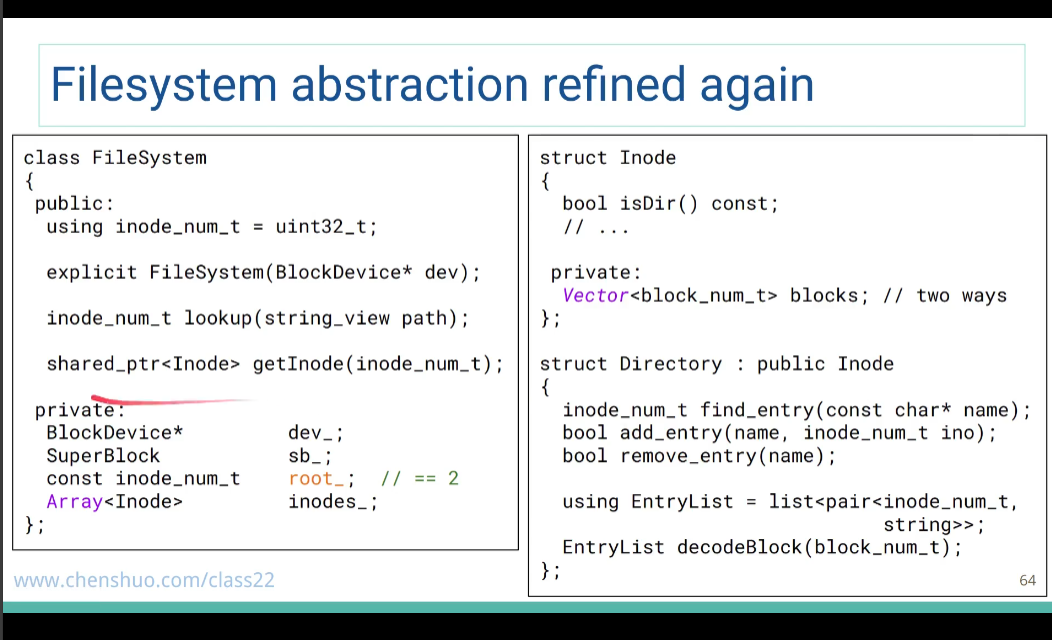 Filesystem abstraction refined again
class FileSystem
{
public:
using inode_num_t = uint32_t;
explicit FileSystem(BlockDevice* dev);
inode_num_t lookup(string_view path);
shared_ptr<Inode> getInode(inode_num_t);
private:
BlockDevice* dev_;
SuperBlock sb_;
const inode_num_t root_; // == 2
Array<Inode> inodes_;
};
struct Inode
{
bool isDir() const;
// ...
private:
Vector<block_num_t> blocks; // two ways
};
struct Directory : public Inode
{
inode_num_t find_entry(const char* name);
bool add_entry(name, inode_num_t ino);
bool remove_entry(name);
using EntryList = list<pair<inode_num_t,
string>>;
EntryList decodeBlock(block_num_t);
};
www.chenshuo.com/class22
64